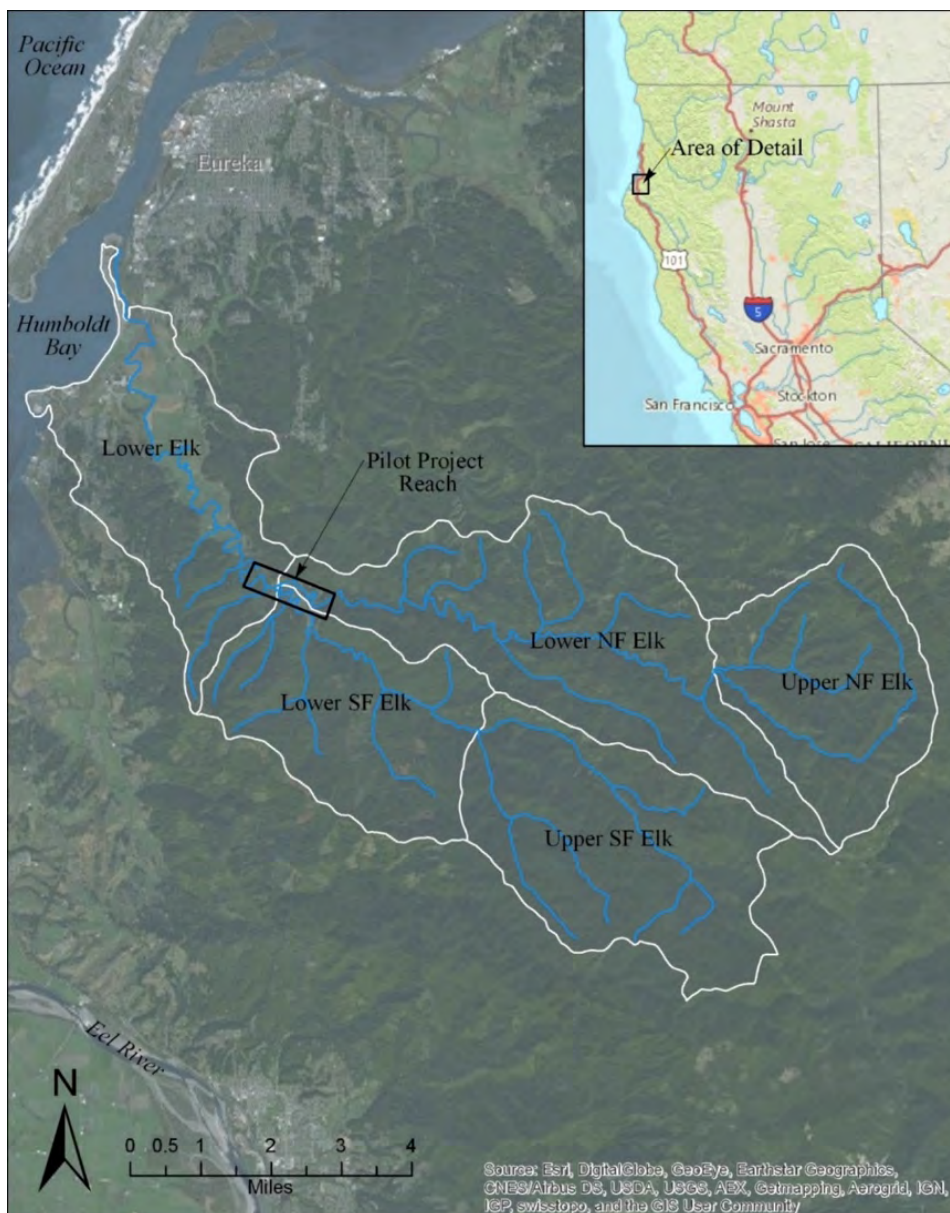 Pacific
Ocean
Eureka
Humboldt
Bay
Mount
Shasta
Area of Detail
101
5
Sacramento
San Francisco
Stockton
San Jose
CALIFORN
Lower Elk
Pilot Project
Reach
Lower NF Elk
Upper NF Elk
Lower SF Elk
Upper SF Elk
Eel River
N
0 0.5 1 2 3 4
Miles
Source: Esri, DigitalGlobe, GeoEye, Earthstar Geographics,
CNES/Airbus DS, USDA, USGS, AEX, Getmapping, Aerogrid, IGN,
IGP, swisstopo, and the GIS User Community